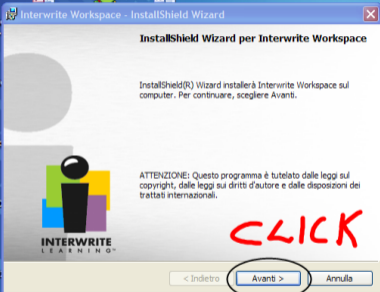 Interwrite Workspace - InstallShield Wizard
InstallShield Wizard per Interwrite Workspace
InstallShield(R) Wizard installerà Interwrite Workspace sul
computer. Per continuare, scegliere Avanti.
ATTENZIONE: Questo programma è tutelato dalle leggi sul
copyright, dalle leggi sui diritti d'autore e dalle disposizioni dei
trattati internazionali.
CLICK
INTERWRITE
LEARNING™
< Indietro
Avanti >
Annulla